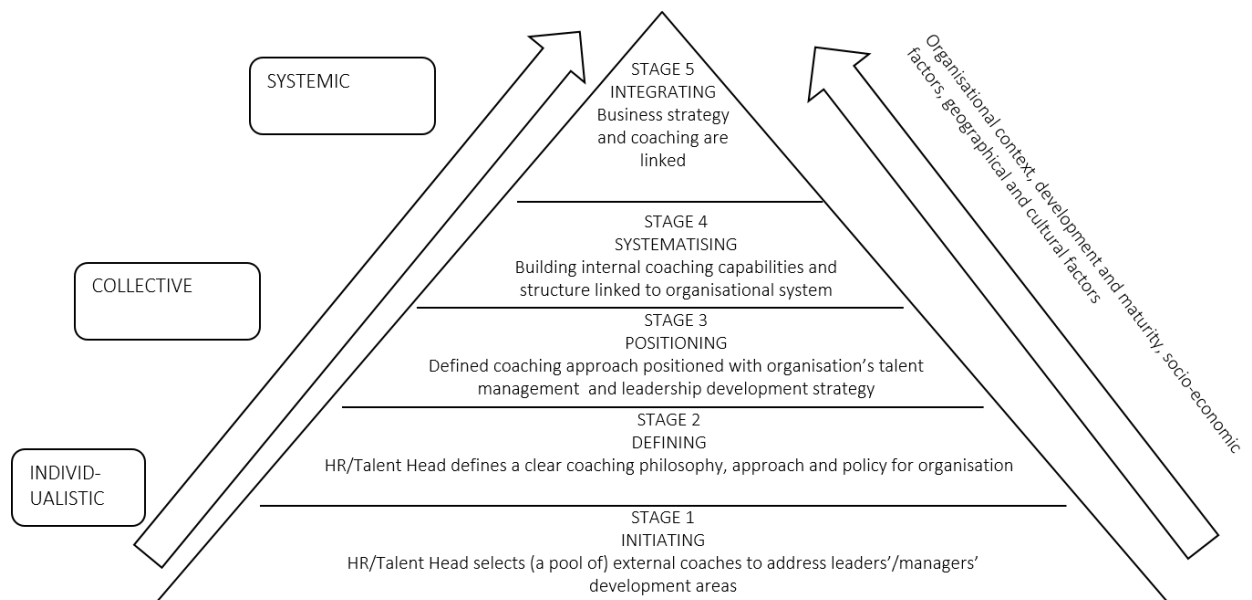 SYSTEMIC
COLLECTIVE
INDIVID-
UALISTIC
STAGE 5
INTEGRATING
Business strategy
and coaching are
linked
STAGE 4
SYSTEMATISING
Building internal coaching capabilities and
structure linked to organisational system
STAGE 3
POSITIONING
Defined coaching approach positioned with organisation’s talent
management and leadership development strategy
STAGE 2
DEFINING
HR/Talent Head defines a clear coaching philosophy, approach and policy for organisation
STAGE 1
INITIATING
HR/Talent Head selects (a pool of) external coaches to address leaders’/managers’
development areas
Organisational context, development and maturity, socio-economic
factors, geographical and cultural factors